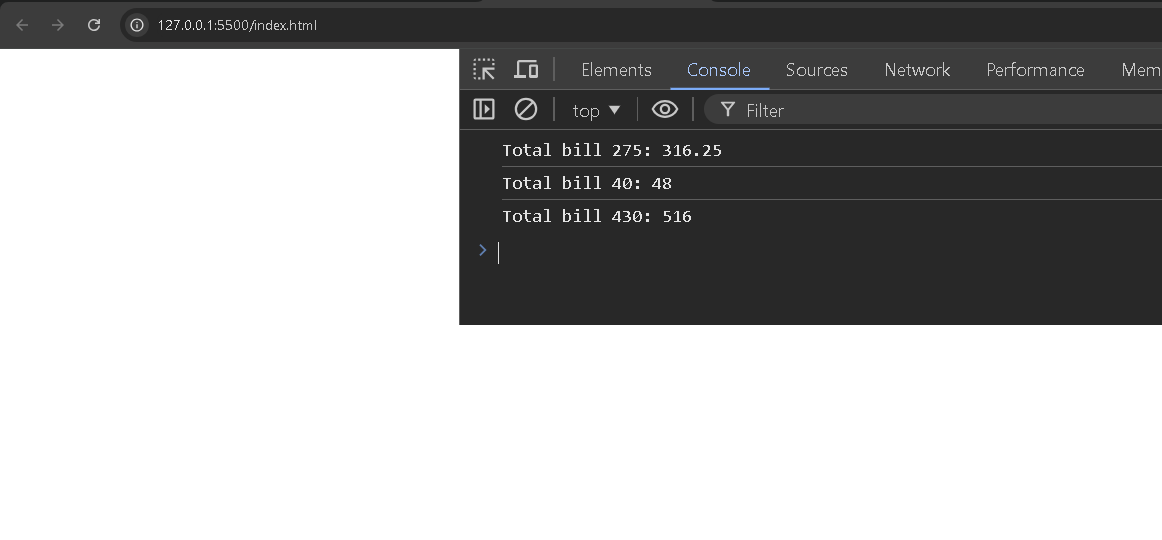 127.0.0.1:5500/index.html
Elements Console Sources Network Performance Mem
top Filter
Total bill 275: 316.25
Total bill 40: 48
Total bill 430: 516